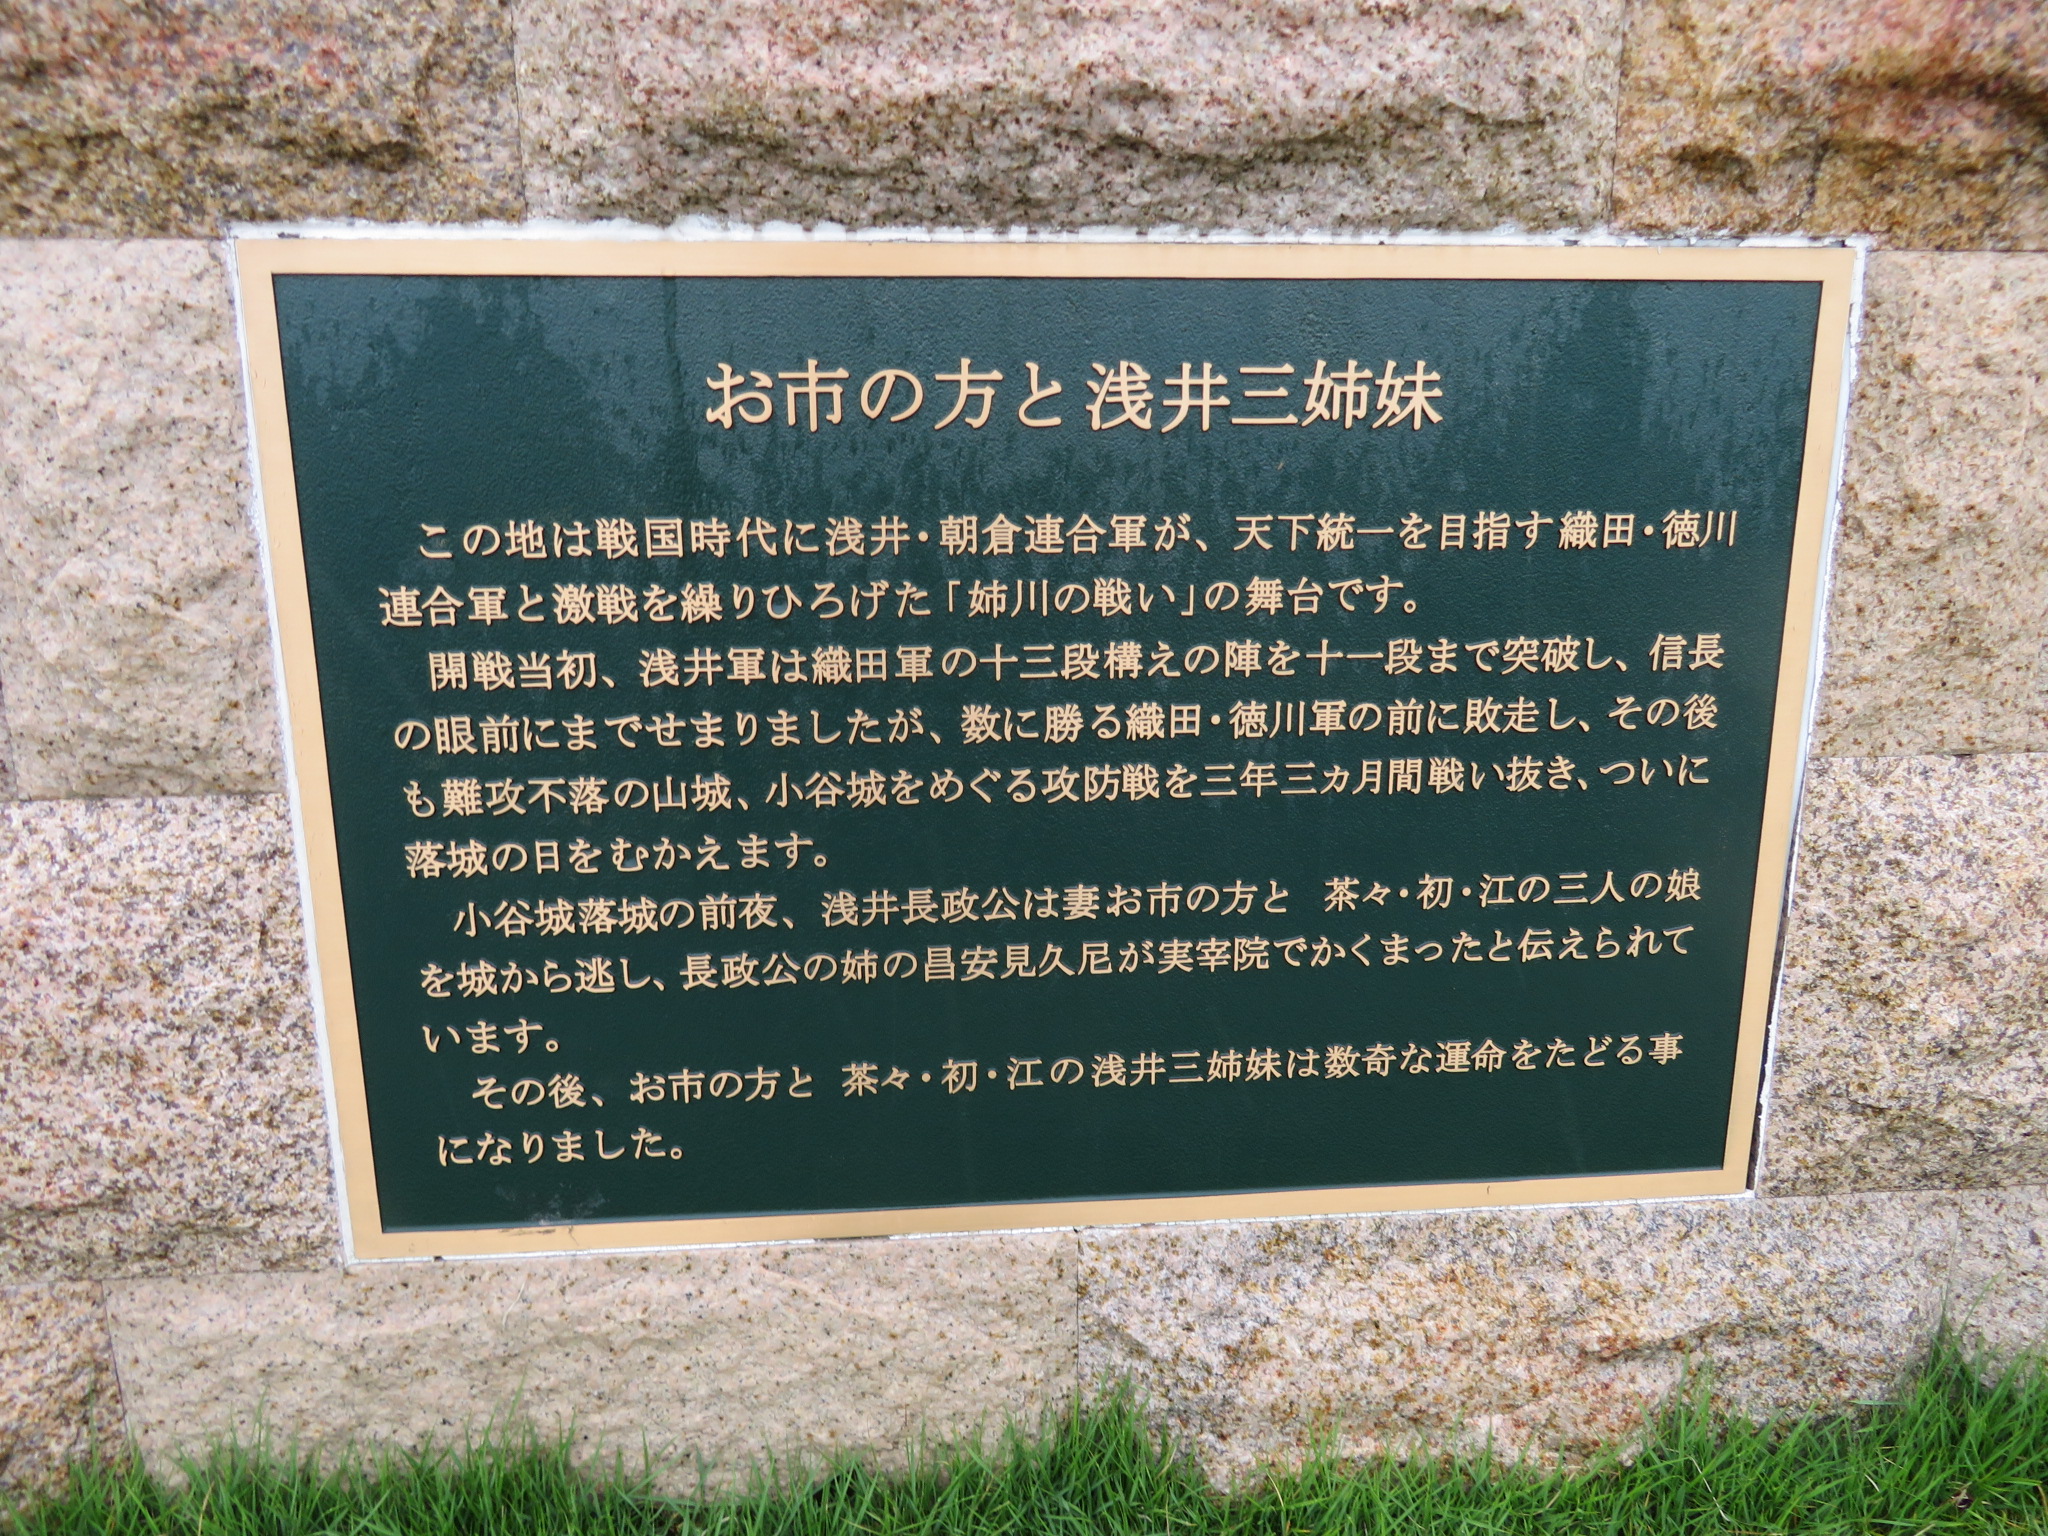 お市の方と浅井三姉妹
この地は戦国時代に浅井・朝倉連合軍が、天下統一を目指す織田・徳川
連合軍と激戦を繰りひろげた「姉川の戦い」の舞台です。
開戦当初、浅井軍は織田軍の十三段構えの陣を十一段まで突破し、信長
の眼前にまでせまりましたが、数に勝る織田・徳川軍の前に敗走し、その後
も難攻不落の山城、小谷城をめぐる攻防戦を三年三カ月間戦い抜き、ついに
落城の日をむかえます。
小谷城落城の前夜、浅井長政公は妻お市の方と 茶々・初・江の三人の娘
を城から逃し、長政公の姉の昌安見久尼が実宰院でかくまったと伝えられて
います。
その後、お市の方と 茶々・初・江の浅井三姉妹は数奇な運命をたどる事
になりました。